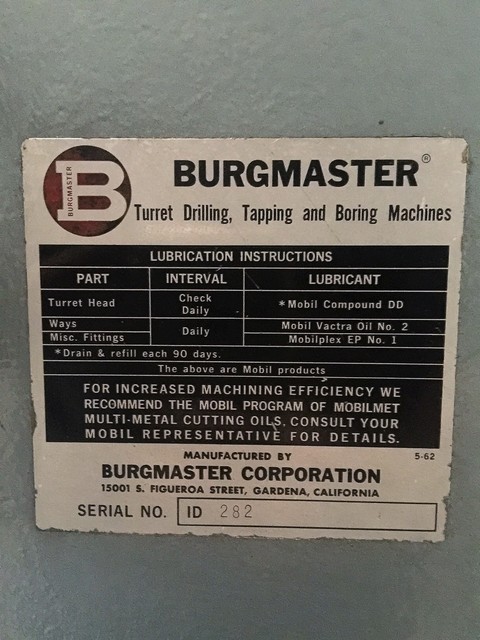 B
BURGMASTER
BURGMASTER®
Turret Drilling, Tapping and Boring Machines
LUBRICATION INSTRUCTIONS
PART INTERVAL LUBRICANT
Turret Head Check Daily *Mobil Compound DD
Ways Daily Mobil Vactra Oil No. 2
Misc. Fittings Mobilplex EP No. 1
*Drain & refill each 90 days.
The above are Mobil products
FOR INCREASED MACHINING EFFICIENCY WE
RECOMMEND THE MOBIL PROGRAM OF MOBILMET
MULTI-METAL CUTTING OILS, CONSULT YOUR
MOBIL REPRESENTATIVE FOR DETAILS.
MANUFACTURED BY 5-62
BURGMASTER CORPORATION
15001 S. FIGUEROA STREET, GARDENA, CALIFORNIA
SERIAL NO. ID 282